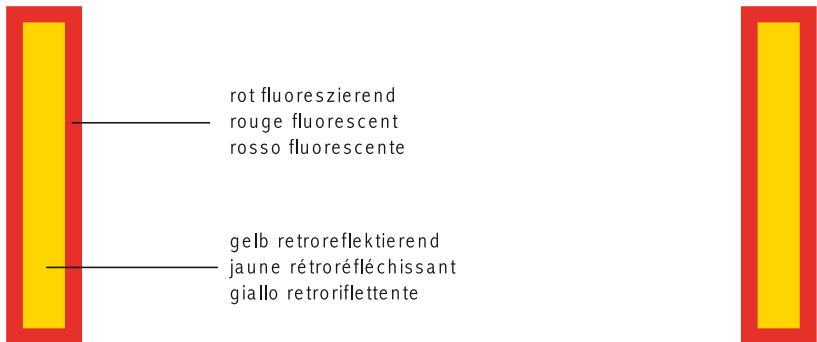 rot fluoreszierend
rouge fluorescent
rosso fluorescente
gelb retroreflektierend
jaune rétroréfléchissant
giallo retroriflettente